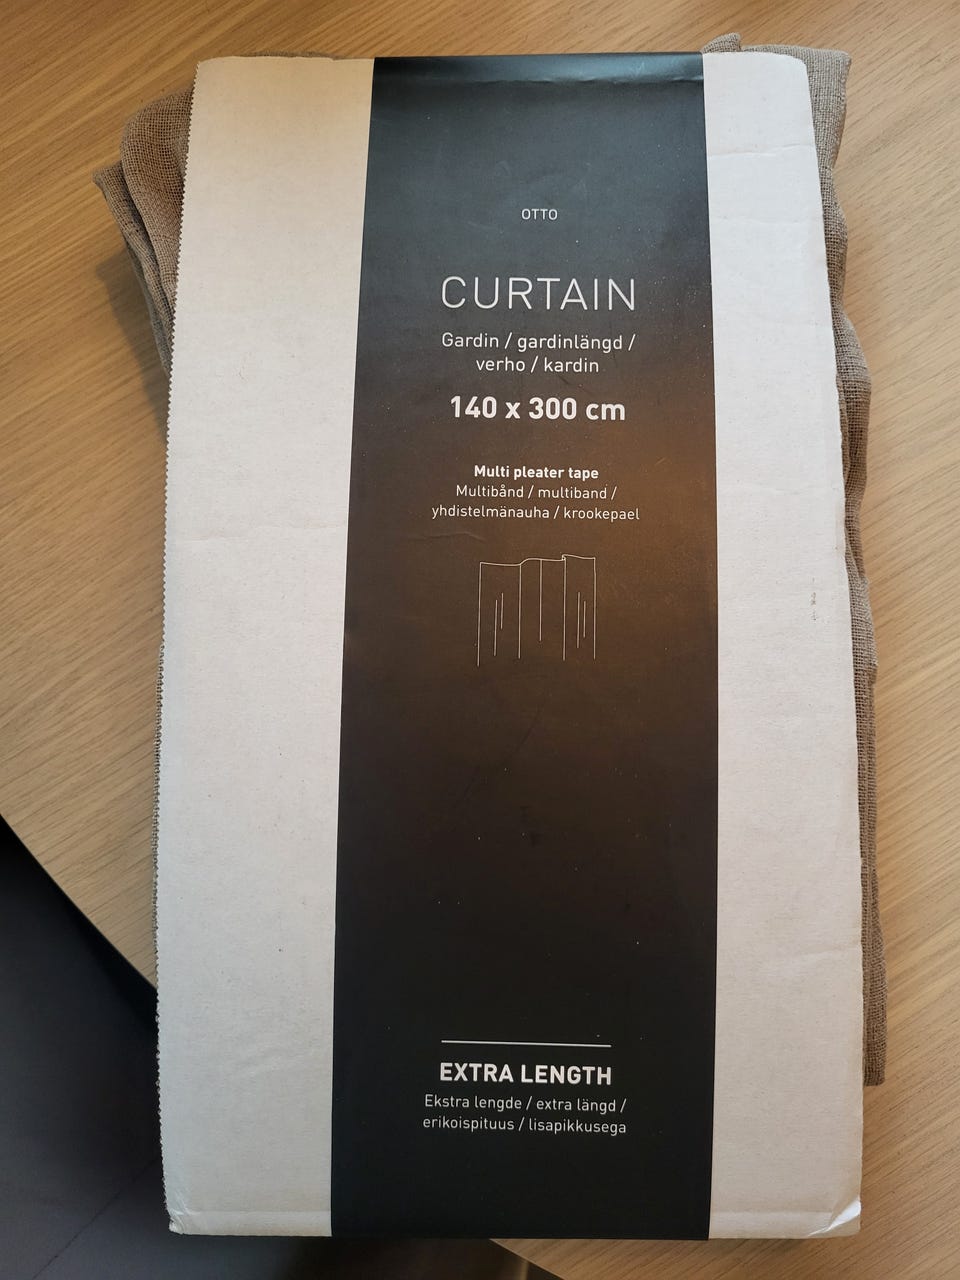 OTTO
CURTAIN
Gardin / gardinlängd /
verho / kardin
140 x 300 cm
Multi pleater tape
Multibånd / multiband /
yhdistelmänauha / krookepael
EXTRA LENGTH
Ekstra lengde / extra längd /
erikoispituus / lisapikkusega